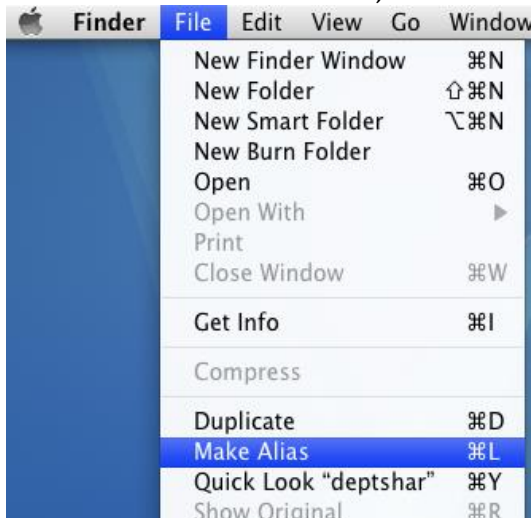 Finder File Edit View Go Window
New Finder Window ⌘N
New Folder ⇧⌘N
New Smart Folder ⌥⌘N
New Burn Folder
Open ⌘O
Open With ▶
Print
Close Window ⌘W
Get Info ⌘I
Compress
Duplicate ⌘D
Make Alias ⌘L
Quick Look “deptshar” ⌘Y
Show Original ⌘R